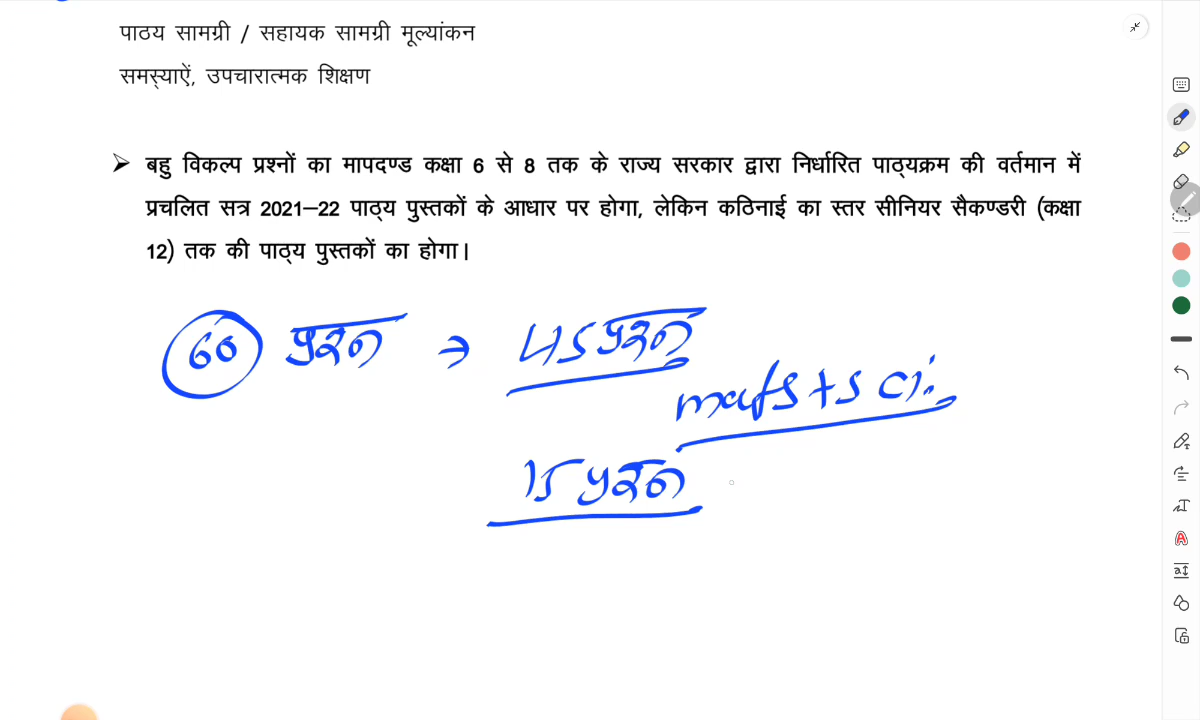 पाठय सामग्री / सहायक सामग्री मूल्यांकन
समस्याऐं, उपचारात्मक शिक्षण
➢ बहु विकल्प प्रश्नों का मापदण्ड कक्षा 6 से 8 तक के राज्य सरकार द्वारा निर्धारित पाठ्यक्रम की वर्तमान में
प्रचलित सत्र 2021–22 पाठ्य पुस्तकों के आधार पर होगा, लेकिन कठिनाई का स्तर सीनियर सैकण्डरी (कक्षा
12) तक की पाठ्य पुस्तकों का होगा।
60 प्रश्न → 45 प्रश्न
maths + sci.
15 प्रश्न